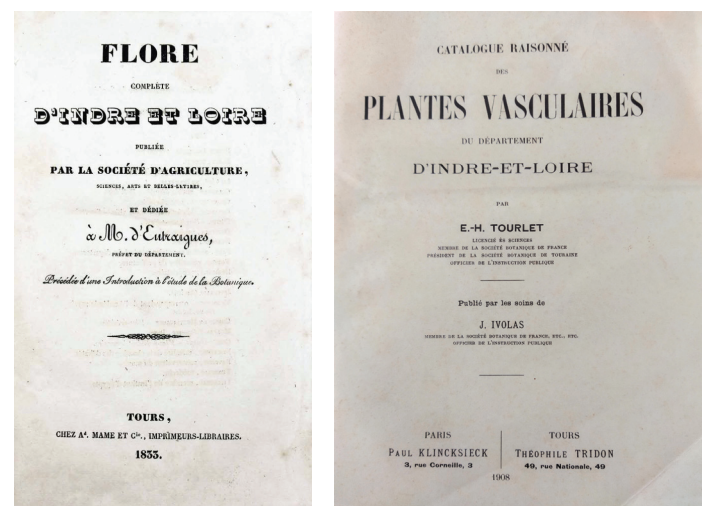 FLORE
COMPLÈTE
D'INDRE ET LOIRE
PUBLIÉE
PAR LA SOCIÉTÉ D'AGRICULTURE,
SCIENCES, ARTS ET BELLES-LETTRES,
ET DÉDIÉE
à M. d'Entraigues,
PRÉFET DU DÉPARTEMENT.
Précédée d'une Introduction à l'étude de la Botanique.
TOURS,
CHEZ Ad. MAME ET Cie., IMPRIMEURS-LIBRAIRES.
1833.
CATALOGUE RAISONNÉ
DES
PLANTES VASCULAIRES
DU DÉPARTEMENT
D'INDRE-ET-LOIRE
PAR
E.-H. TOURLET
LICENCIÉ ÈS SCIENCES
MEMBRE DE LA SOCIÉTÉ BOTANIQUE DE FRANCE
PRÉSIDENT DE LA SOCIÉTÉ BOTANIQUE DE TOURAINE
OFFICIER DE L'INSTRUCTION PUBLIQUE
Publié par les soins de
J. IVOLAS
MEMBRE DE LA SOCIÉTÉ BOTANIQUE DE FRANCE, ETC., ETC.
OFFICIER DE L'INSTRUCTION PUBLIQUE
PARIS
PAUL KLINCKSIECK
3, rue Corneille, 3
TOURS
THÉOPHILE TRIDON
49, rue Nationale, 49
1908